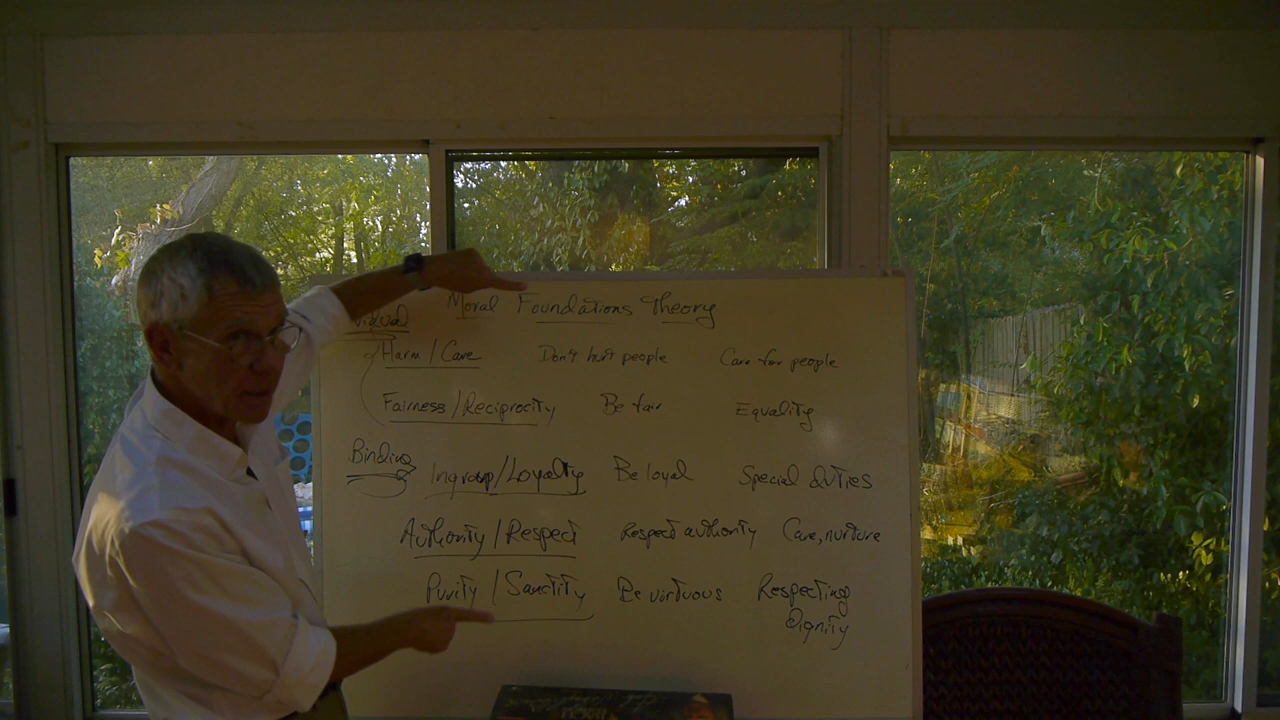 Moral Foundations Theory
Harm / Care Don't hurt people Care for people
Fairness / Reciprocity Be fair Equality
Binding
Ingroup/Loyalty Be loyal Special duties
Authority / Respect Respect authority Care, nurture
Purity / Sanctity Be virtuous Respecting
dignity